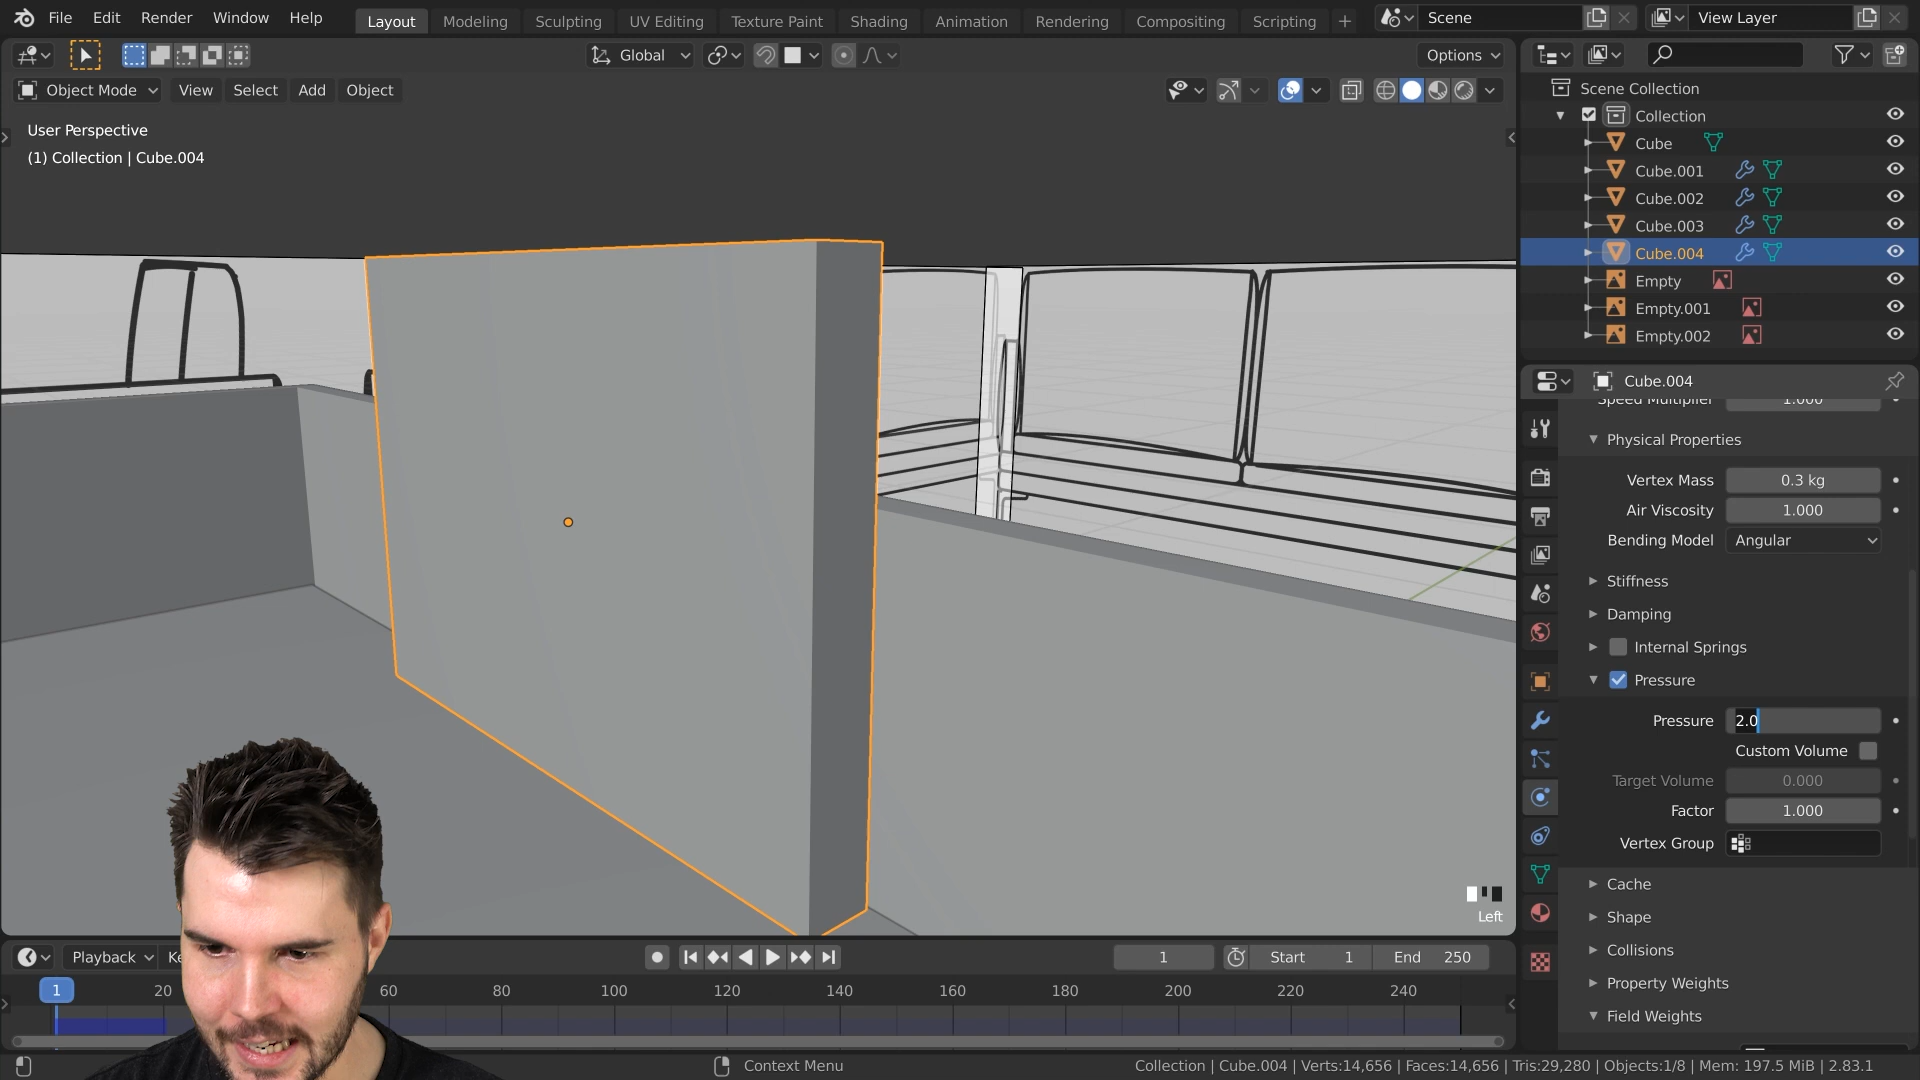 File Edit Render Window Help
Layout Modeling Sculpting UV Editing Texture Paint Shading Animation Rendering Compositing Scripting +
Scene
View Layer
Global
Options
Object Mode View Select Add Object
User Perspective
(1) Collection | Cube.004
Scene Collection
Collection
Cube
Cube.001
Cube.002
Cube.003
Cube.004
Empty
Empty.001
Empty.002
Cube.004
Speed Multiplier 1.000
Physical Properties
Vertex Mass 0.3 kg
Air Viscosity 1.000
Bending Model Angular
Stiffness
Damping
Internal Springs
Pressure
Pressure 2.0
Custom Volume
Target Volume 0.000
Factor 1.000
Vertex Group
Cache
Shape
Collisions
Property Weights
Field Weights
Left
Playback
1
Start 1
End 250
1 20 60 80 100 120 140 160 180 200 220 240
Context Menu
Collection | Cube.004 | Verts:14,656 | Faces:14,656 | Tris:29,280 | Objects:1/8 | Mem: 197.5 MiB | 2.83.1